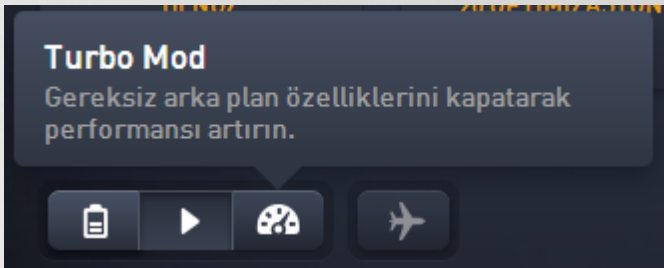 Turbo Mod
Gereksiz arka plan özelliklerini kapatarak
performansı artırın.